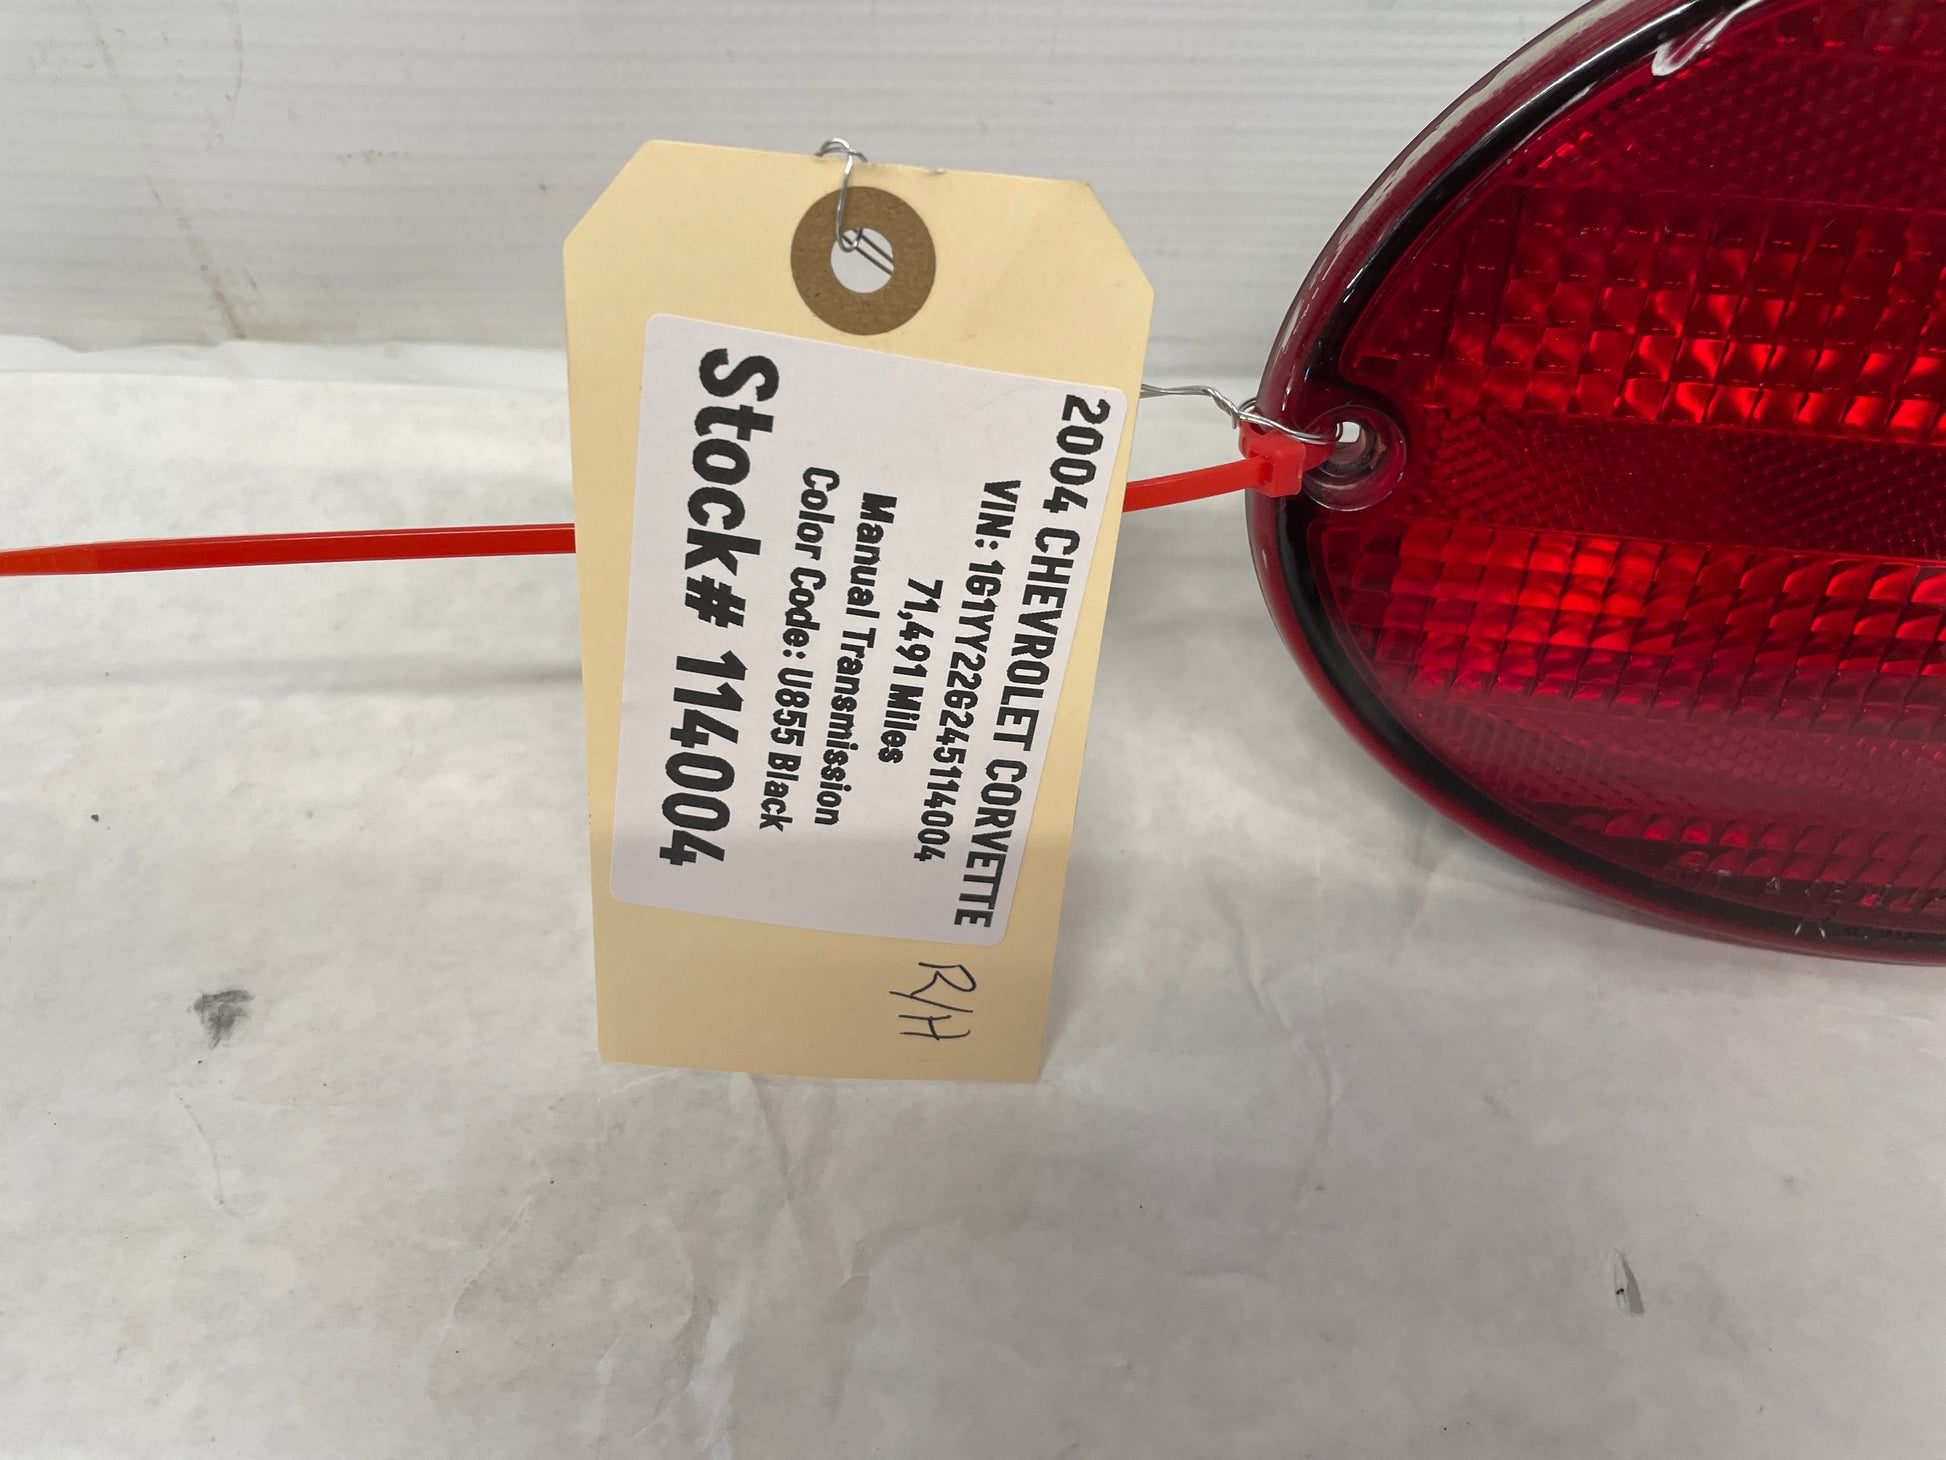 2004 CHEVROLET CORVETTE
VIN: 1G1YY22G245114004
71,491 Miles
Manual Transmission
Color Code: U855 Black
Stock# 114004
R/H